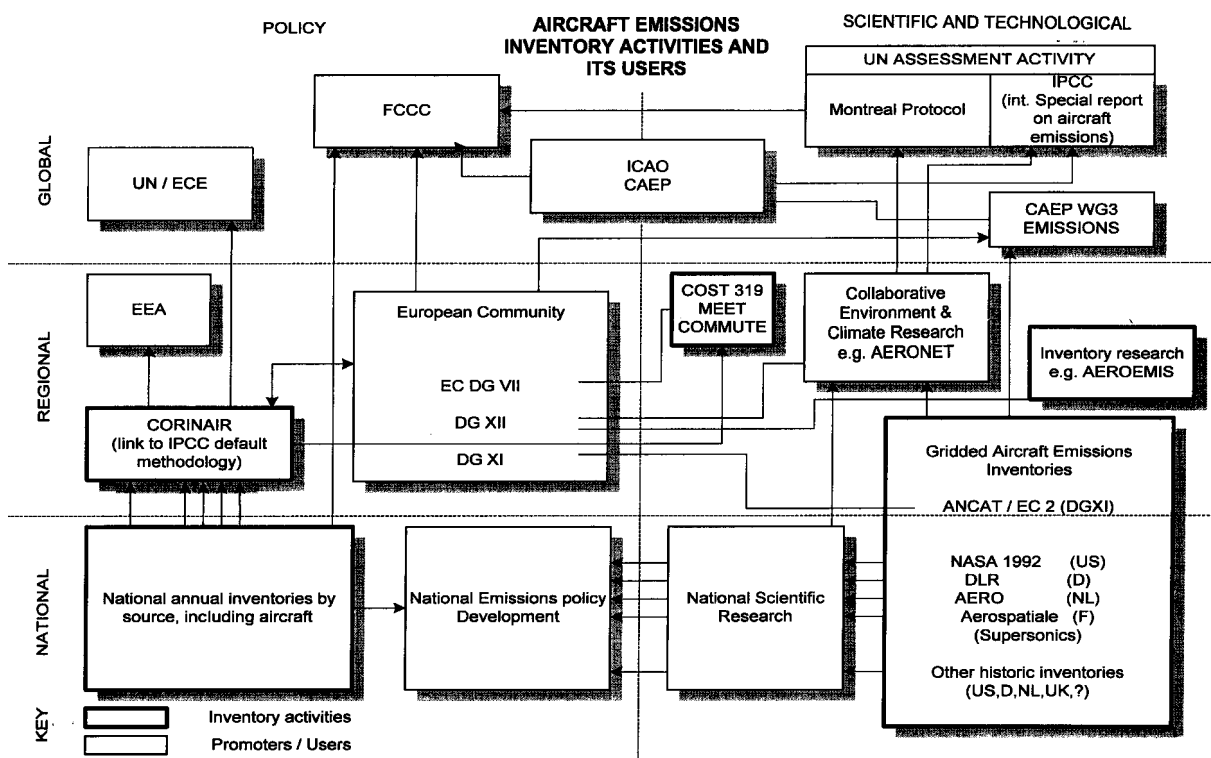 POLICY
AIRCRAFT EMISSIONS
INVENTORY ACTIVITIES AND
ITS USERS
SCIENTIFIC AND TECHNOLOGICAL
GLOBAL
FCCC
UN ASSESSMENT ACTIVITY
Montreal Protocol
IPCC
(int. Special report
on aircraft
emissions)
UN / ECE
ICAO
CAEP
CAEP WG3
EMISSIONS
REGIONAL
EEA
European Community
EC DG VII
DG XII
DG XI
COST 319
MEET
COMMUTE
Collaborative
Environment &
Climate Research
e.g. AERONET
Inventory research
e.g. AEROEMIS
CORINAIR
(link to IPCC default
methodology)
Gridded Aircraft Emissions
Inventories
ANCAT / EC 2 (DGXI)
NATIONAL
National annual inventories by
source, including aircraft
National Emissions policy
Development
National Scientific
Research
NASA 1992 (US)
DLR (D)
AERO (NL)
Aerospatiale (F)
(Supersonics)
Other historic inventories
(US,D,NL,UK,?)
KEY
Inventory activities
Promoters / Users